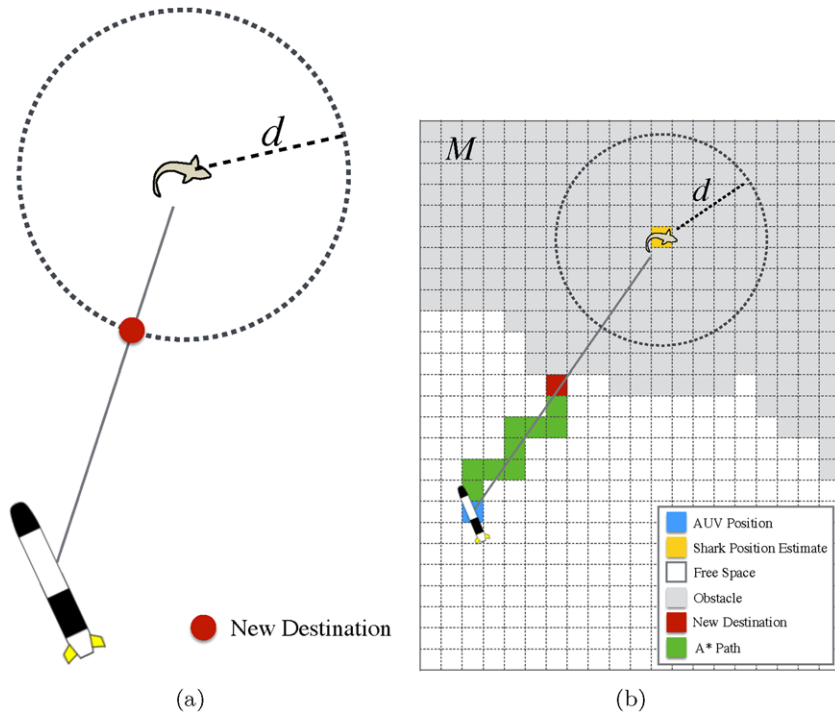 d
New Destination
(a)
M
d
AUV Position
Shark Position Estimate
Free Space
Obstacle
New Destination
A* Path
(b)